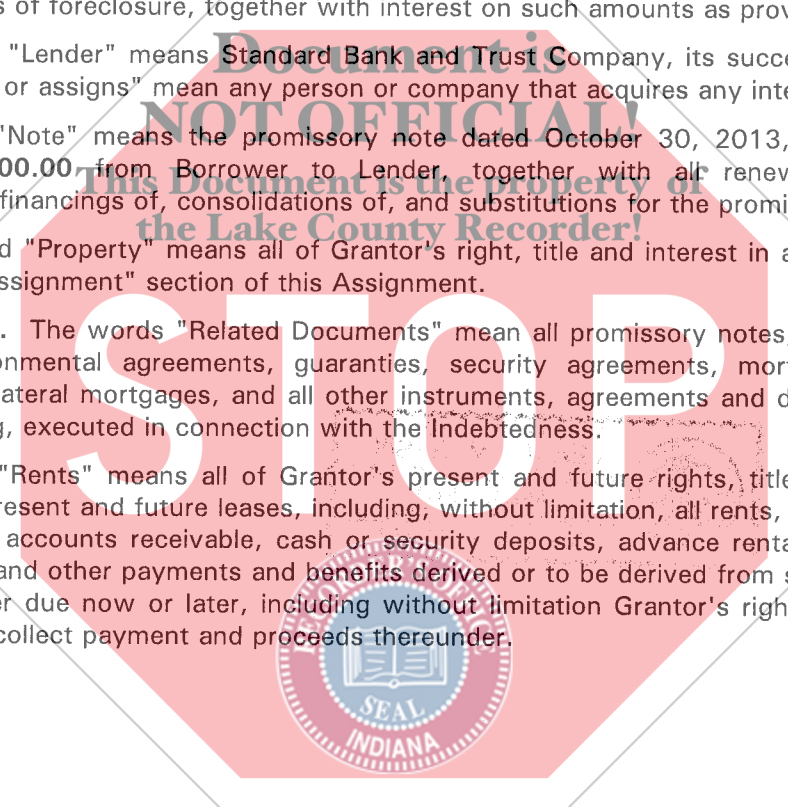 s of foreclosure, together with interest on such amounts as prov
"Lender" means Standard Bank and Trust Company, its succe
or assigns" mean any person or company that acquires any inte
"Note" means the promissory note dated October 30, 2013,
00.00 from Borrower to Lender, together with all renew
financings of, consolidations of, and substitutions for the promi
d "Property" means all of Grantor's right, title and interest in a
ssignment" section of this Assignment.
. The words "Related Documents" mean all promissory notes,
onmental agreements, guaranties, security agreements, mort
lateral mortgages, and all other instruments, agreements and d
g, executed in connection with the Indebtedness.
"Rents" means all of Grantor's present and future rights, title
resent and future leases, including, without limitation, all rents,
accounts receivable, cash or security deposits, advance renta
and other payments and benefits derived or to be derived from s
er due now or later, including without limitation Grantor's righ
collect payment and proceeds thereunder.
Document is
NOT OFFICIAL!
This Document is the property of
the Lake County Recorder!
STOP
SEAL
INDIANA